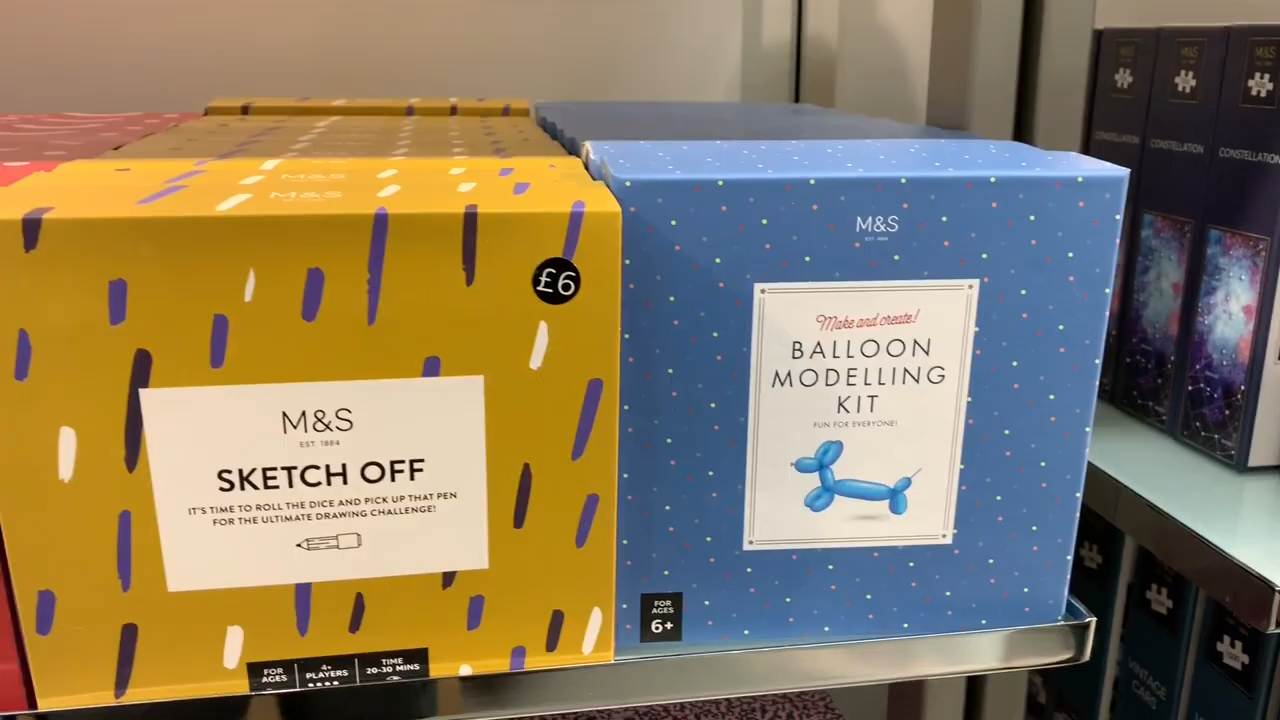 M&S
M&S
£6
M&S
EST. 1884
SKETCH OFF
IT'S TIME TO ROLL THE DICE AND PICK UP THAT PEN
FOR THE ULTIMATE DRAWING CHALLENGE!
FOR
AGES
4+
PLAYERS
TIME
20-30 MINS
M&S
EST. 1884
Make and create!
BALLOON
MODELLING
KIT
FUN FOR EVERYONE!
FOR
AGES
6+
M&S
CONSTELLATION
M&S
CONSTELLATION
M&S
CONSTELLATION
VINTAGE
CARS